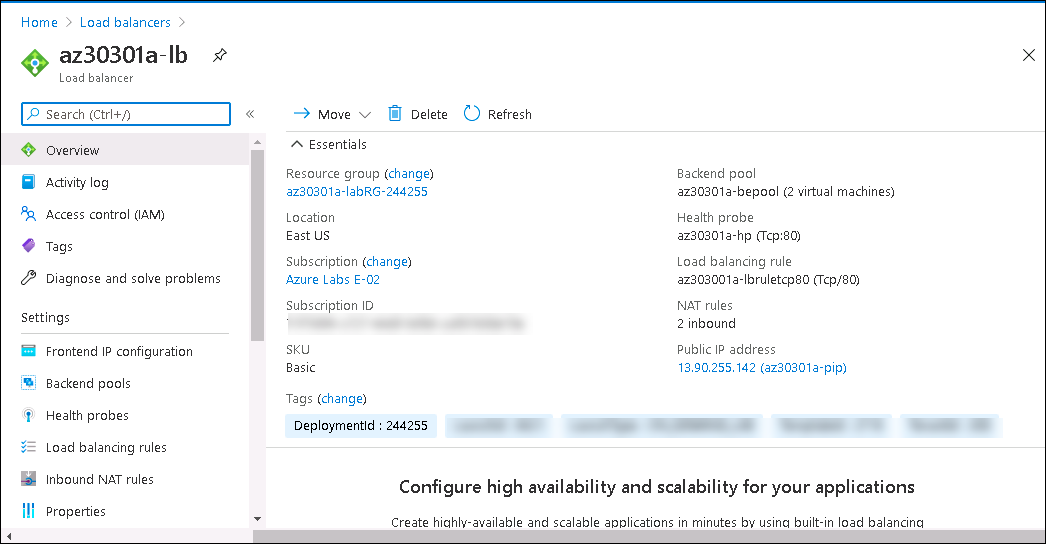 Home > Load balancers >
az30301a-lb
Load balancer
Search (Ctrl+/)
«
Overview
Activity log
Access control (IAM)
Tags
Diagnose and solve problems
Settings
Frontend IP configuration
Backend pools
Health probes
Load balancing rules
Inbound NAT rules
Properties
Move
Delete
Refresh
Essentials
Resource group (change)
az30301a-labRG-244255
Location
East US
Subscription (change)
Azure Labs E-02
Subscription ID
SKU
Basic
Backend pool
az30301a-bepool (2 virtual machines)
Health probe
az30301a-hp (Tcp:80)
Load balancing rule
az303001a-lbruletcp80 (Tcp/80)
NAT rules
2 inbound
Public IP address
13.90.255.142 (az30301a-pip)
Tags (change)
DeploymentId : 244255
Configure high availability and scalability for your applications
Create highly-available and scalable applications in minutes by using built-in load balancing